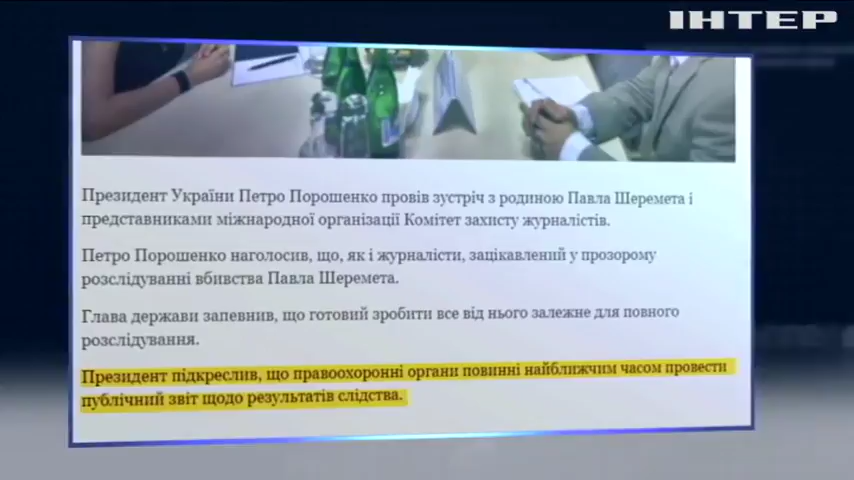 ІНТЕР
Президент України Петро Порошенко провів зустріч з родиною Павла Шеремета і
представниками міжнародної організації Комітет захисту журналістів.
Петро Порошенко наголосив, що, як і журналісти, зацікавлений у прозорому
розслідуванні вбивства Павла Шеремета.
Глава держави запевнив, що готовий зробити все від нього залежне для повного
розслідування.
Президент підкреслив, що правоохоронні органи повинні найближчим часом провести
публічний звіт щодо результатів слідства.